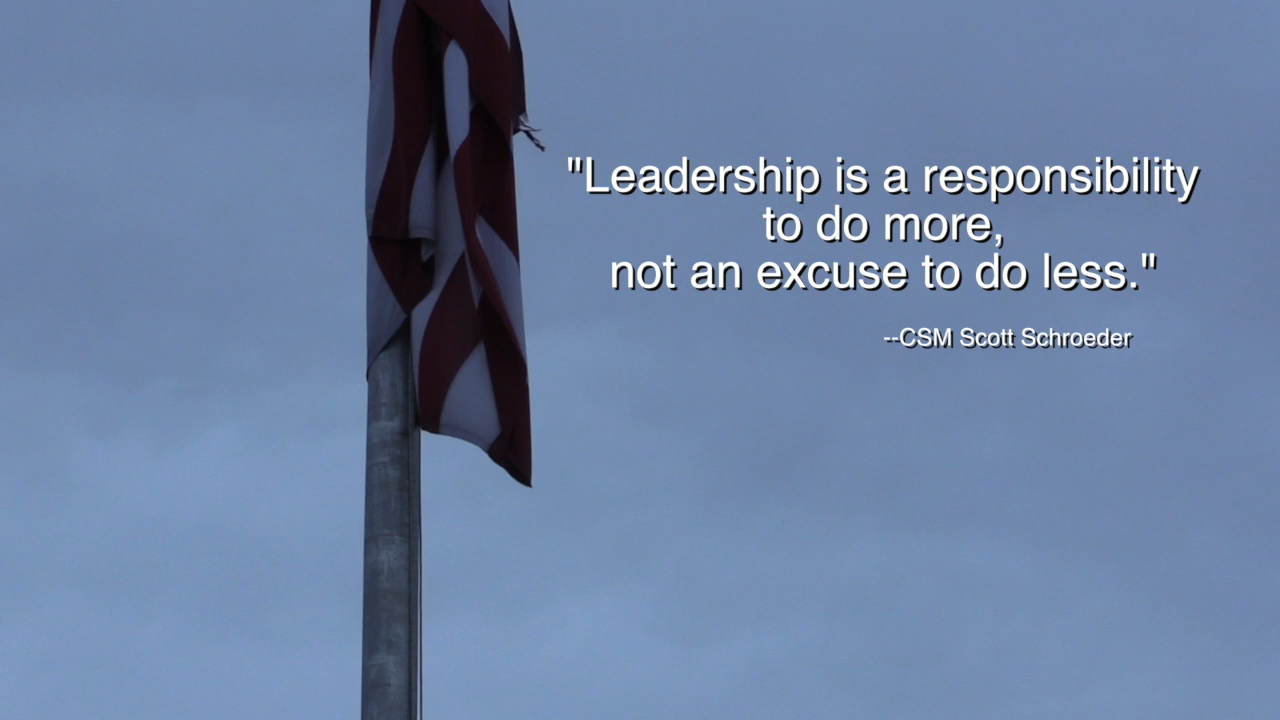 "Leadership is a responsibility
to do more,
not an excuse to do less."
--CSM Scott Schroeder